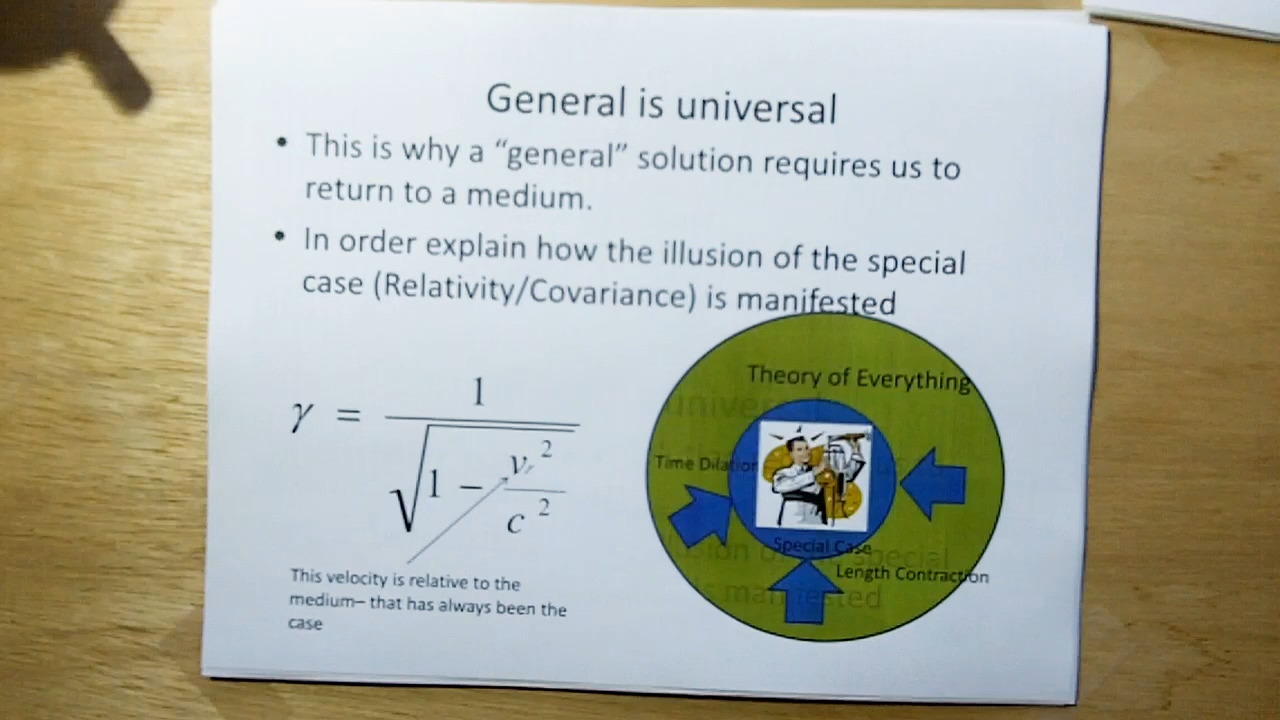 General is universal
• This is why a “general” solution requires us to
return to a medium.
• In order explain how the illusion of the special
case (Relativity/Covariance) is manifested
γ = 1 / √(1 − v² / c²)
This velocity is relative to the
medium– that has always been the
case
Theory of Everything
Time Dilation
Special Case
Length Contraction